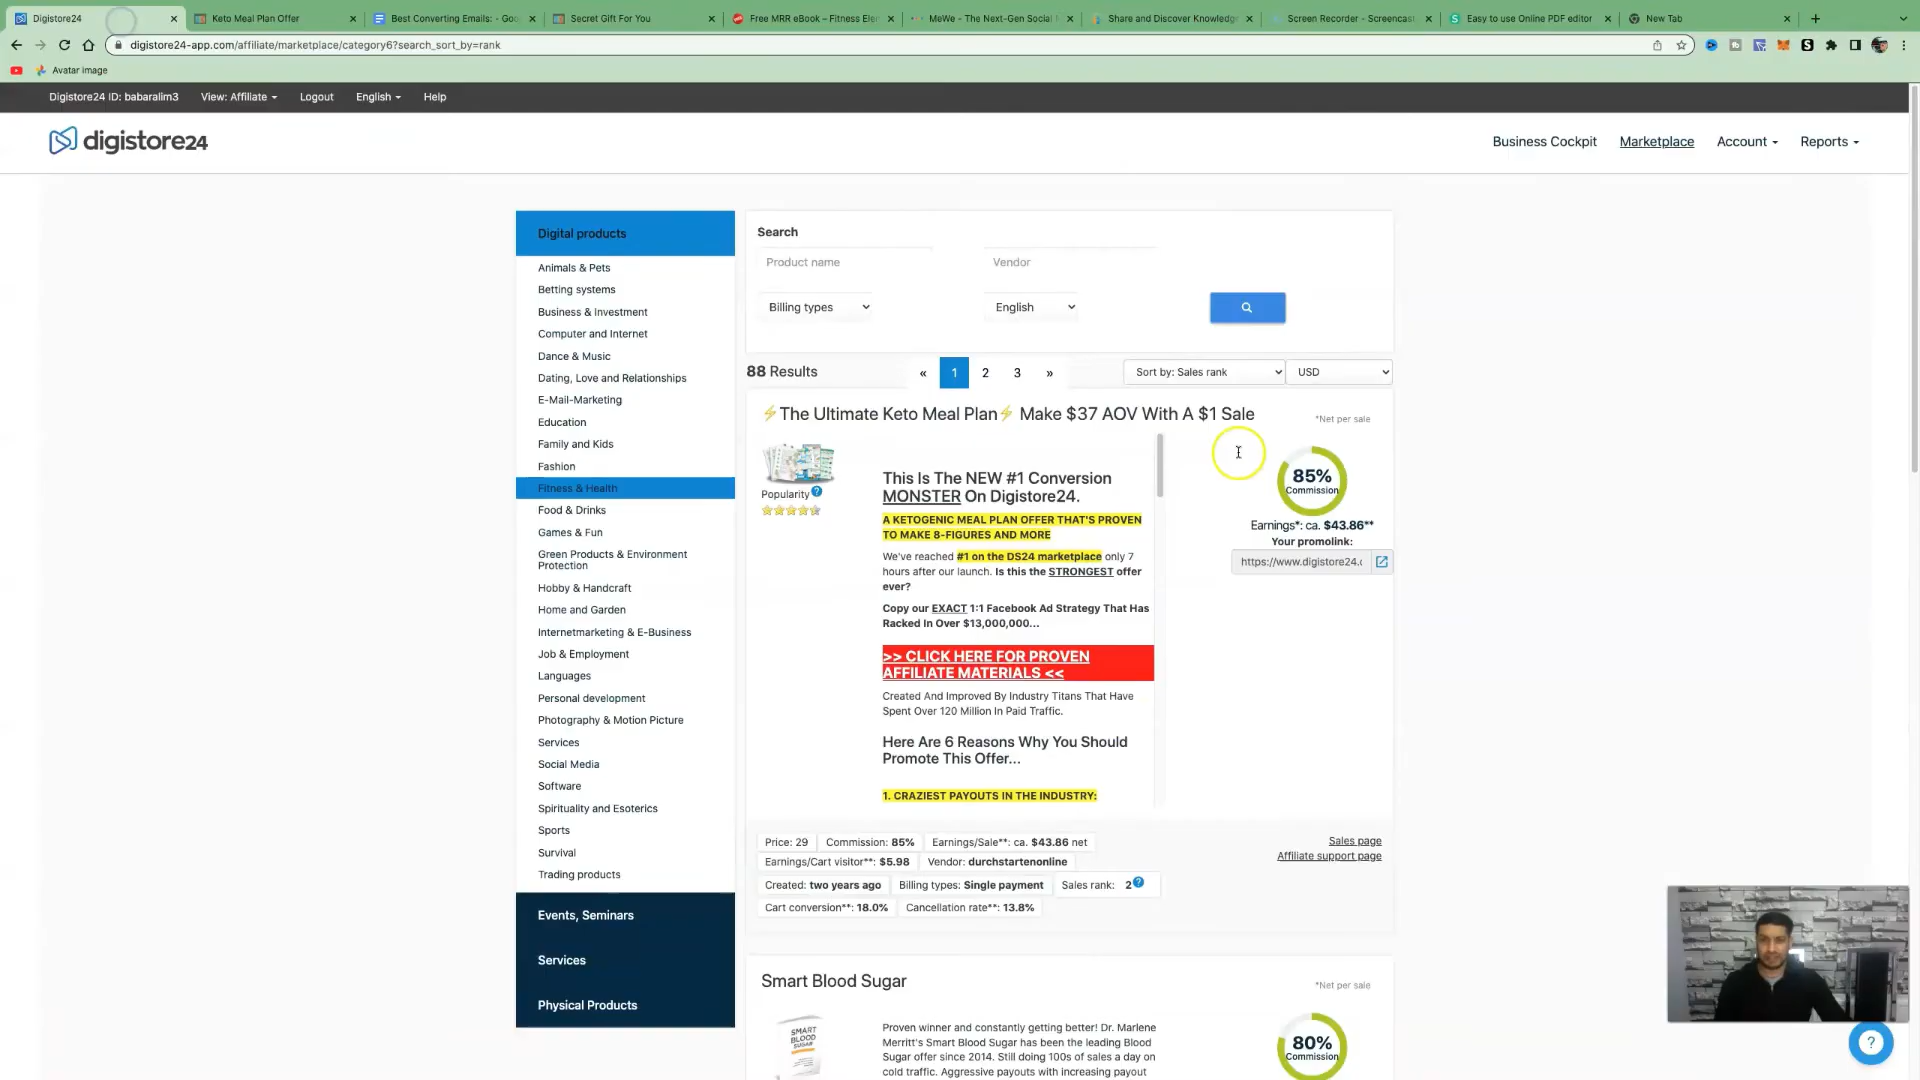 Digistore24
Keto Meal Plan Offer
Best Converting Emails: - Goo
Secret Gift For You
Free MRR eBook – Fitness Elem
MeWe - The Next-Gen Social
Share and Discover Knowledge
Screen Recorder - Screencast
Easy to use Online PDF editor
New Tab
digistore24-app.com/affiliate/marketplace/category6?search_sort_by=rank
Avatar image
Digistore24 ID: babaralim3
View: Affiliate
Logout
English
Help
digistore24
Business Cockpit
Marketplace
Account
Reports
Digital products
Animals & Pets
Betting systems
Business & Investment
Computer and Internet
Dance & Music
Dating, Love and Relationships
E-Mail-Marketing
Education
Family and Kids
Fashion
Fitness & Health
Food & Drinks
Games & Fun
Green Products & Environment
Protection
Hobby & Handcraft
Home and Garden
Internetmarketing & E-Business
Job & Employment
Languages
Personal development
Photography & Motion Picture
Services
Social Media
Software
Spirituality and Esoterics
Sports
Survival
Trading products
Events, Seminars
Services
Physical Products
Search
Product name
Vendor
Billing types
English
88 Results
« 1 2 3 »
Sort by: Sales rank
USD
⚡The Ultimate Keto Meal Plan⚡ Make $37 AOV With A $1 Sale
*Net per sale
Popularity ?
This Is The NEW #1 Conversion
MONSTER On Digistore24.
A KETOGENIC MEAL PLAN OFFER THAT'S PROVEN
TO MAKE 8-FIGURES AND MORE
We've reached #1 on the DS24 marketplace only 7
hours after our launch. Is this the STRONGEST offer
ever?
Copy our EXACT 1:1 Facebook Ad Strategy That Has
Racked In Over $13,000,000...
>> CLICK HERE FOR PROVEN
AFFILIATE MATERIALS <<
Created And Improved By Industry Titans That Have
Spent Over 120 Million In Paid Traffic.
Here Are 6 Reasons Why You Should
Promote This Offer...
1. CRAZIEST PAYOUTS IN THE INDUSTRY:
85%
Commission
Earnings*: ca. $43.86**
Your promolink:
https://www.digistore24.c
Price: 29
Commission: 85%
Earnings/Sale**: ca. $43.86 net
Earnings/Cart visitor**: $5.98
Vendor: durchstartenonline
Created: two years ago
Billing types: Single payment
Sales rank: 2 ?
Cart conversion**: 18.0%
Cancellation rate**: 13.8%
Sales page
Affiliate support page
Smart Blood Sugar
*Net per sale
SMART
BLOOD
SUGAR
Proven winner and constantly getting better! Dr. Marlene
Merritt's Smart Blood Sugar has been the leading Blood
Sugar offer since 2014. Still doing 100s of sales a day on
cold traffic. Aggressive payouts with increasing payout
80%
Commission
?